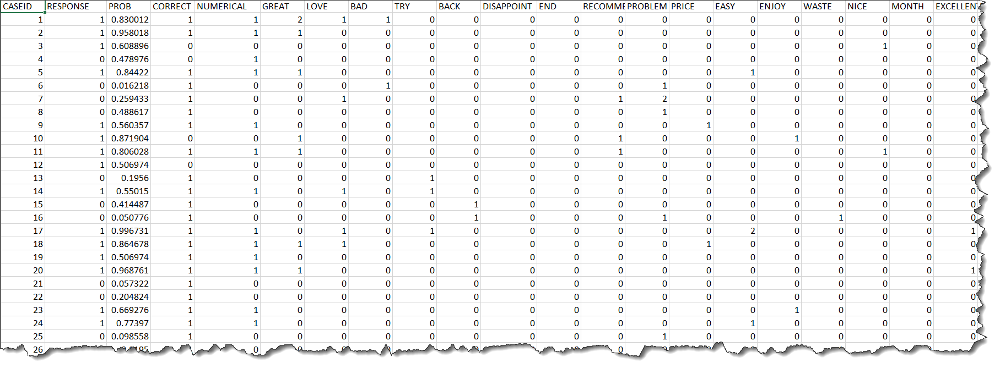 CASEID RESPONSE PROB CORRECT NUMERICAL GREAT LOVE BAD TRY BACK DISAPPOINT END RECOMME PROBLEM PRICE EASY ENJOY WASTE NICE MONTH EXCELLEN
1 1 0.830012 1 1 2 1 1 0 0 0 0 0 0 0 0 0 0 0 0 0
2 1 0.958018 1 1 1 0 0 0 0 0 0 0 0 0 0 0 0 0 0 0
3 1 0.608896 0 0 0 0 0 0 0 0 0 0 0 0 0 0 0 1 0 0
4 0 0.478976 0 1 0 0 0 0 0 0 0 0 0 0 0 0 0 0 0 0
5 1 0.84422 1 1 1 0 0 0 0 0 0 0 0 0 1 0 0 0 0 0
6 0 0.016218 1 0 0 0 1 0 0 0 0 0 1 0 0 0 0 0 0 0
7 0 0.259433 1 0 0 1 0 0 0 0 0 1 2 0 0 0 0 0 0 0
8 0 0.488617 1 0 0 0 0 0 0 0 0 0 1 0 0 0 0 0 0 0
9 1 0.560357 1 1 0 0 0 0 0 0 0 0 0 1 0 0 0 0 0 0
10 1 0.871904 0 0 1 0 0 0 0 0 0 1 0 0 0 1 0 0 0 0
11 1 0.806028 1 1 1 0 0 0 0 0 0 1 0 0 0 0 0 1 0 0
12 1 0.506974 0 0 0 0 0 0 0 0 0 0 0 0 0 0 0 0 0 0
13 0 0.1956 1 0 0 0 0 1 0 0 0 0 0 0 0 0 0 0 0 0
14 1 0.55015 1 1 0 1 0 1 0 0 0 0 0 0 0 0 0 0 0 0
15 0 0.414487 1 0 0 0 0 0 1 0 0 0 0 0 0 0 0 0 0 0
16 0 0.050776 1 0 0 0 0 0 1 0 0 0 1 0 0 0 1 0 0 0
17 1 0.996731 1 1 0 1 0 1 0 0 0 0 0 0 2 0 0 0 0 1
18 1 0.864678 1 1 1 1 0 0 0 0 0 0 0 1 0 0 0 0 0 0
19 1 0.506974 1 1 0 0 0 0 0 0 0 0 0 0 0 0 0 0 0 0
20 1 0.968761 1 1 1 0 0 0 0 0 0 0 0 0 0 0 0 0 0 1
21 0 0.057322 1 0 0 0 0 0 0 0 0 0 0 0 0 0 0 0 0 0
22 0 0.204824 1 0 0 0 0 0 0 0 0 0 0 0 0 0 0 0 0 0
23 1 0.669276 1 1 0 0 0 0 0 0 0 0 0 0 0 1 0 0 0 0
24 1 0.77397 1 1 0 0 0 0 0 0 0 0 0 0 1 0 0 0 0 0
25 0 0.098558 1 0 0 0 0 0 0 0 0 0 1 0 0 0 0 0 0 0
26